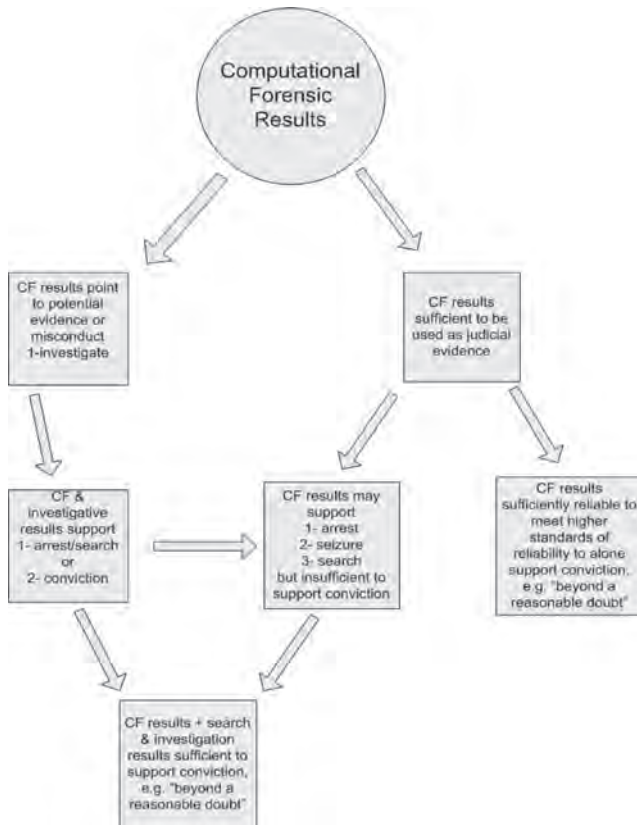 Computational
Forensic
Results
CF results point
to potential
evidence or
misconduct
1-investigate
CF results
sufficient to be
used as judicial
evidence
CF &
investigative
results support
1- arrest/search
or
2- conviction
CF results may
support
1- arrest
2- seizure
3- search
but insufficient to
support conviction
CF results
sufficiently reliable to
meet higher
standards of
reliability to alone
support conviction,
e.g. "beyond a
reasonable doubt"
CF results + search
& investigation
results sufficient to
support conviction,
e.g. "beyond a
reasonable doubt"